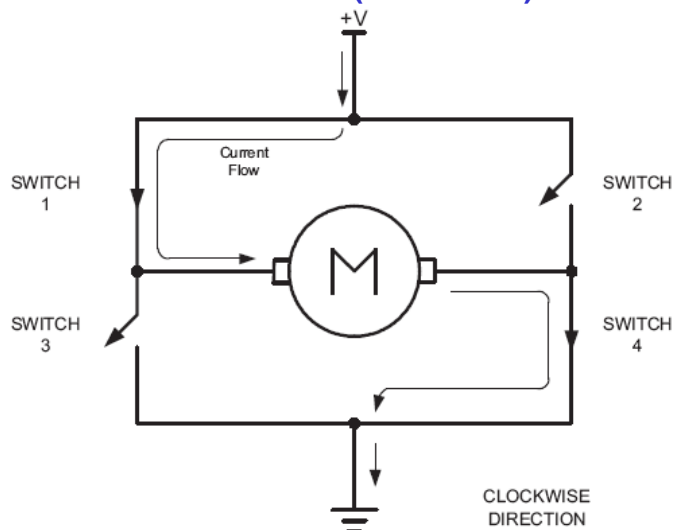 +V
Current
Flow
SWITCH
1
SWITCH
2
M
SWITCH
3
SWITCH
4
CLOCKWISE
DIRECTION